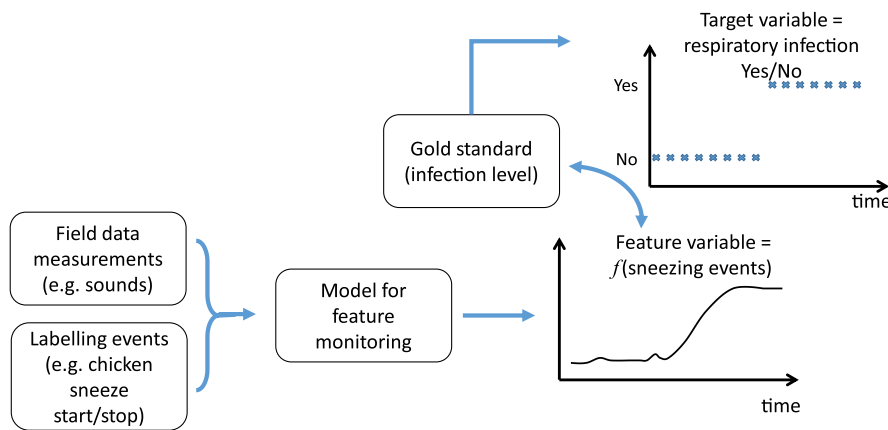 Target variable =
respiratory infection
Yes/No
Yes
No
time
Gold standard
(infection level)
Field data
measurements
(e.g. sounds)
Labelling events
(e.g. chicken
sneeze
start/stop)
Model for
feature
monitoring
Feature variable =
f(sneezing events)
time